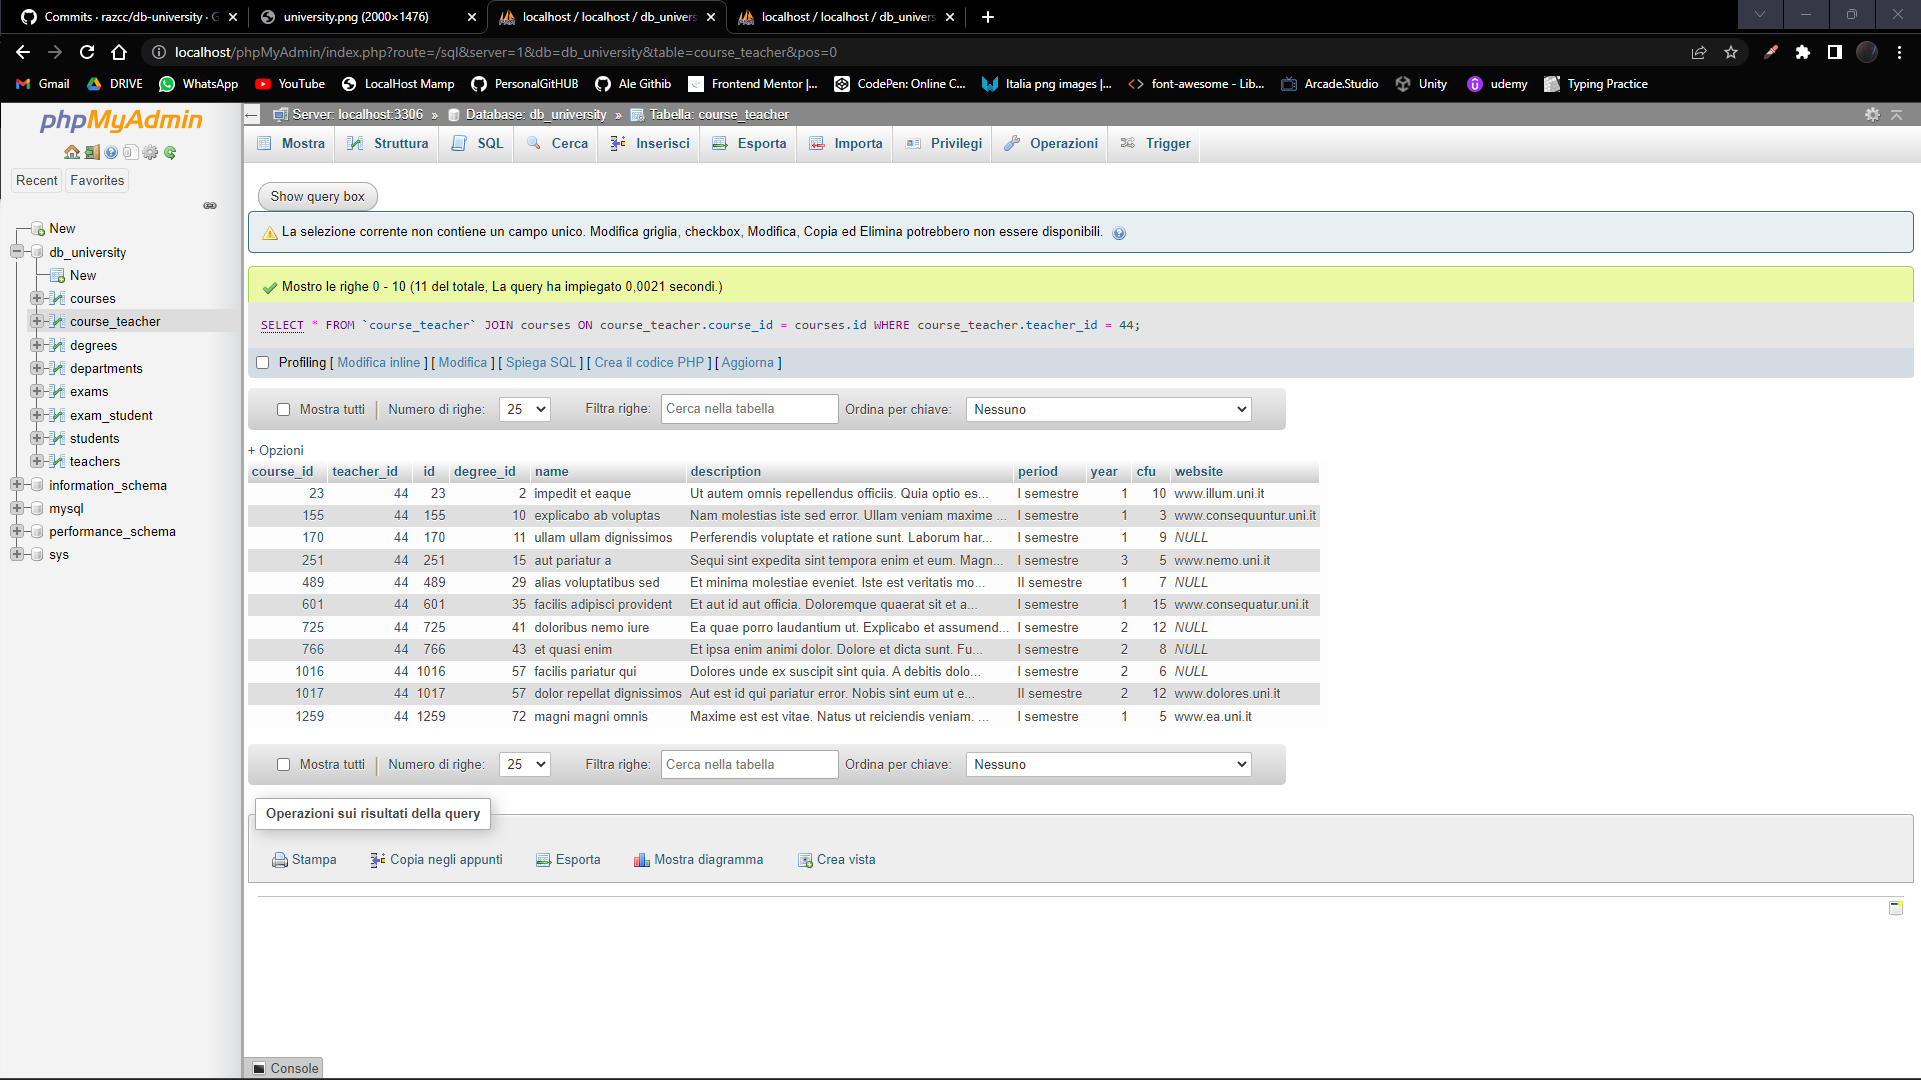 Commits · razcc/db-university · G
university.png (2000×1476)
localhost / localhost / db_univers
localhost / localhost / db_univers
localhost/phpMyAdmin/index.php?route=/sql&server=1&db=db_university&table=course_teacher&pos=0
Gmail DRIVE WhatsApp YouTube LocalHost Mamp PersonalGitHUB Ale Githib Frontend Mentor |... CodePen: Online C... Italia png images |... font-awesome - Lib... Arcade.Studio Unity udemy Typing Practice
phpMyAdmin
Recent Favorites
New
db_university
New
courses
course_teacher
degrees
departments
exams
exam_student
students
teachers
information_schema
mysql
performance_schema
sys
Server: localhost:3306 » Database: db_university » Tabella: course_teacher
Mostra Struttura SQL Cerca Inserisci Esporta Importa Privilegi Operazioni Trigger
Show query box
La selezione corrente non contiene un campo unico. Modifica griglia, checkbox, Modifica, Copia ed Elimina potrebbero non essere disponibili.
Mostro le righe 0 - 10 (11 del totale, La query ha impiegato 0,0021 secondi.)
SELECT * FROM `course_teacher` JOIN courses ON course_teacher.course_id = courses.id WHERE course_teacher.teacher_id = 44;
Profiling [ Modifica inline ] [ Modifica ] [ Spiega SQL ] [ Crea il codice PHP ] [ Aggiorna ]
Mostra tutti Numero di righe: 25 Filtra righe: Cerca nella tabella Ordina per chiave: Nessuno
+ Opzioni
course_id teacher_id id degree_id name description period year cfu website
23 44 23 2 impedit et eaque Ut autem omnis repellendus officiis. Quia optio es... I semestre 1 10 www.illum.uni.it
155 44 155 10 explicabo ab voluptas Nam molestias iste sed error. Ullam veniam maxime ... I semestre 1 3 www.consequuntur.uni.it
170 44 170 11 ullam ullam dignissimos Perferendis voluptate et ratione sunt. Laborum har... I semestre 1 9 NULL
251 44 251 15 aut pariatur a Sequi sint expedita sint tempora enim et eum. Magn... I semestre 3 5 www.nemo.uni.it
489 44 489 29 alias voluptatibus sed Et minima molestiae eveniet. Iste est veritatis mo... II semestre 1 7 NULL
601 44 601 35 facilis adipisci provident Et aut id aut officia. Doloremque quaerat sit et a... I semestre 1 15 www.consequatur.uni.it
725 44 725 41 doloribus nemo iure Ea quae porro laudantium ut. Explicabo et assumend... I semestre 2 12 NULL
766 44 766 43 et quasi enim Et ipsa enim animi dolor. Dolore et dicta sunt. Fu... I semestre 2 8 NULL
1016 44 1016 57 facilis pariatur qui Dolores unde ex suscipit sint quia. A debitis dolo... I semestre 2 6 NULL
1017 44 1017 57 dolor repellat dignissimos Aut est id qui pariatur error. Nobis sint eum ut e... II semestre 2 12 www.dolores.uni.it
1259 44 1259 72 magni magni omnis Maxime est est vitae. Natus ut reiciendis veniam. ... I semestre 1 5 www.ea.uni.it
Mostra tutti Numero di righe: 25 Filtra righe: Cerca nella tabella Ordina per chiave: Nessuno
Operazioni sui risultati della query
Stampa Copia negli appunti Esporta Mostra diagramma Crea vista
Console